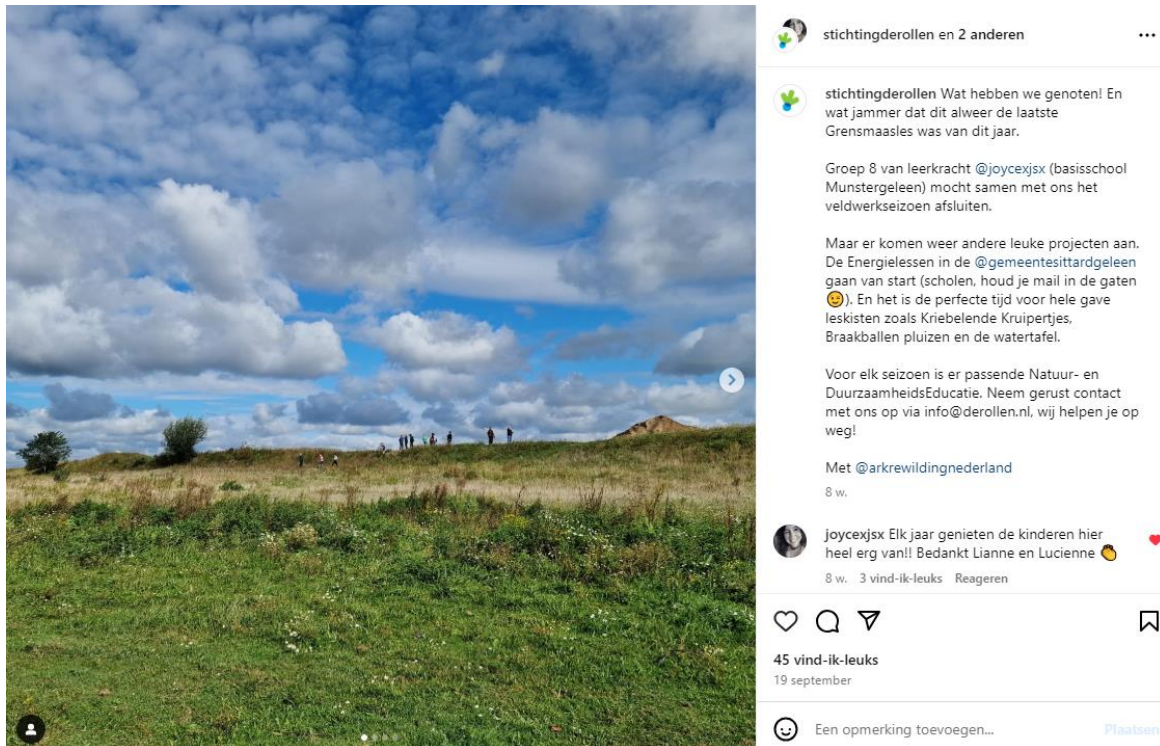 stichtingderollen en 2 anderen
stichtingderollen Wat hebben we genoten! En
wat jammer dat dit alweer de laatste
Grensmaasles was van dit jaar.
Groep 8 van leerkracht @joycexjsx (basisschool
Munstergeleen) mocht samen met ons het
veldwerkseizoen afsluiten.
Maar er komen weer andere leuke projecten aan.
De Energielessen in de @gemeentesittardgeleen
gaan van start (scholen, houd je mail in de gaten
😉). En het is de perfecte tijd voor hele gave
leskisten zoals Kriebelende Kruipertjes,
Braakballen pluizen en de watertafel.
Voor elk seizoen is er passende Natuur- en
DuurzaamheidsEducatie. Neem gerust contact
met ons op via info@derollen.nl, wij helpen je op
weg!
Met @arkrewildingnederland
8 w.
joycexjsx Elk jaar genieten de kinderen hier
heel erg van!! Bedankt Lianne en Lucienne 👏
8 w. 3 vind-ik-leuks Reageren
45 vind-ik-leuks
19 september
Een opmerking toevoegen... Plaatsen